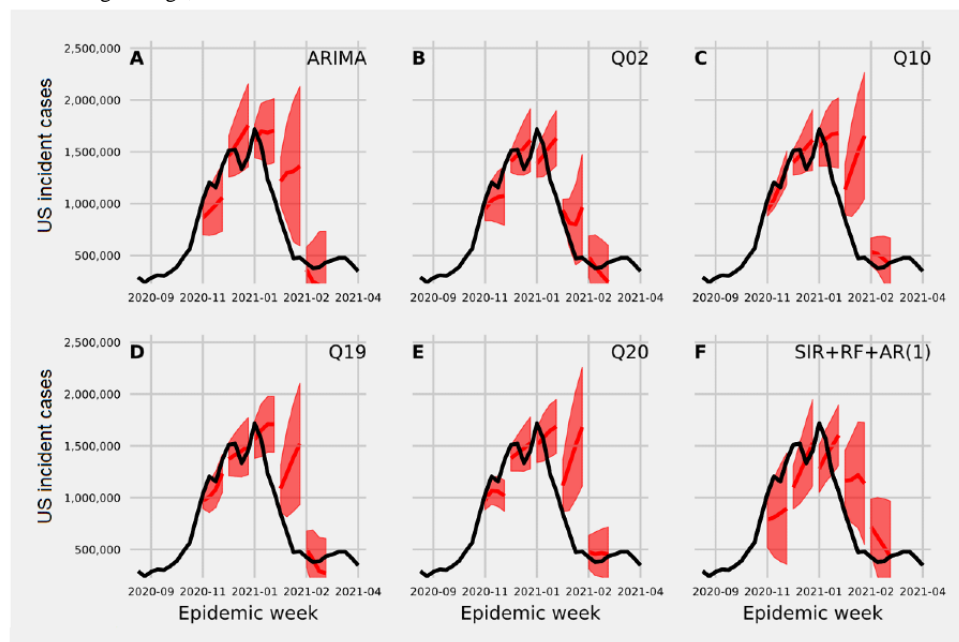 A ARIMA
B Q02
C Q10
US incident cases
2,500,000
2,000,000
1,500,000
1,000,000
500,000
2020-09 2020-11 2021-01 2021-02 2021-04
2020-09 2020-11 2021-01 2021-02 2021-04
2020-09 2020-11 2021-01 2021-02 2021-04
D Q19
E Q20
F SIR+RF+AR(1)
US incident cases
2,500,000
2,000,000
1,500,000
1,000,000
500,000
2020-09 2020-11 2021-01 2021-02 2021-04
2020-09 2020-11 2021-01 2021-02 2021-04
2020-09 2020-11 2021-01 2021-02 2021-04
Epidemic week
Epidemic week
Epidemic week